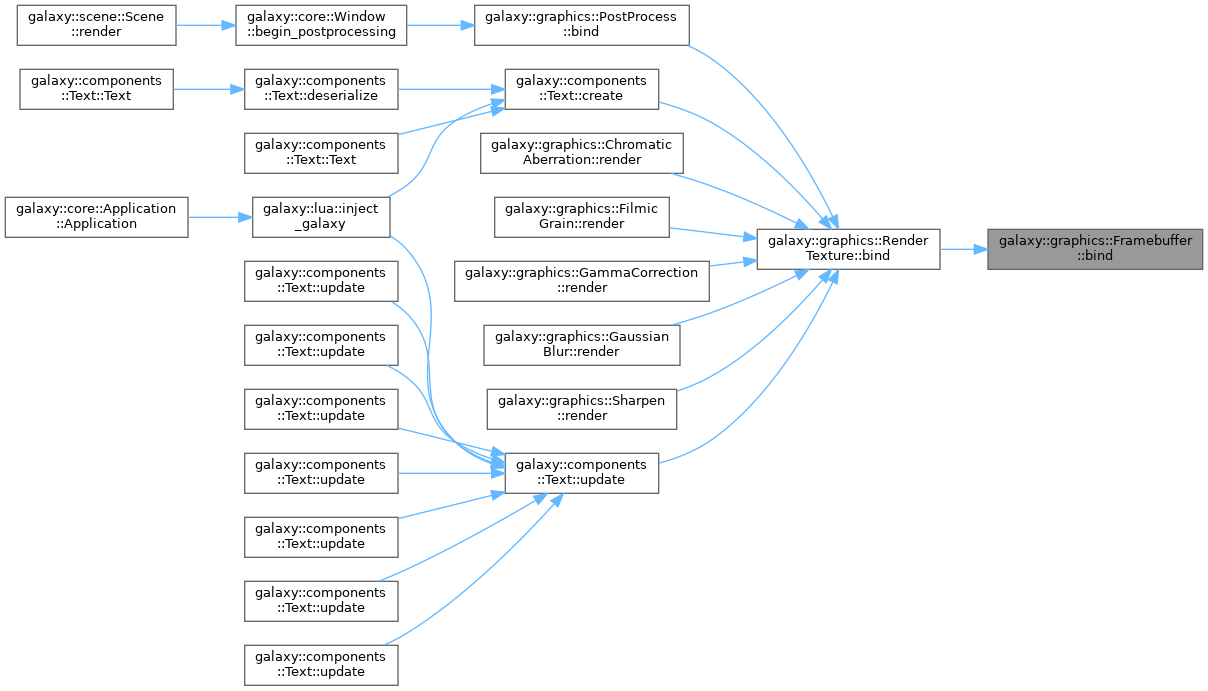 galaxy::scene::Scene
::render
galaxy::core::Window
::begin_postprocessing
galaxy::graphics::PostProcess
::bind
galaxy::components
::Text::Text
galaxy::components
::Text::deserialize
galaxy::components
::Text::create
galaxy::components
::Text::Text
galaxy::graphics::Chromatic
Aberration::render
galaxy::core::Application
::Application
galaxy::lua::inject
_galaxy
galaxy::graphics::Filmic
Grain::render
galaxy::graphics::Render
Texture::bind
galaxy::graphics::Framebuffer
::bind
galaxy::components
::Text::update
galaxy::graphics::GammaCorrection
::render
galaxy::components
::Text::update
galaxy::graphics::Gaussian
Blur::render
galaxy::components
::Text::update
galaxy::graphics::Sharpen
::render
galaxy::components
::Text::update
galaxy::components
::Text::update
galaxy::components
::Text::update
galaxy::components
::Text::update
galaxy::components
::Text::update